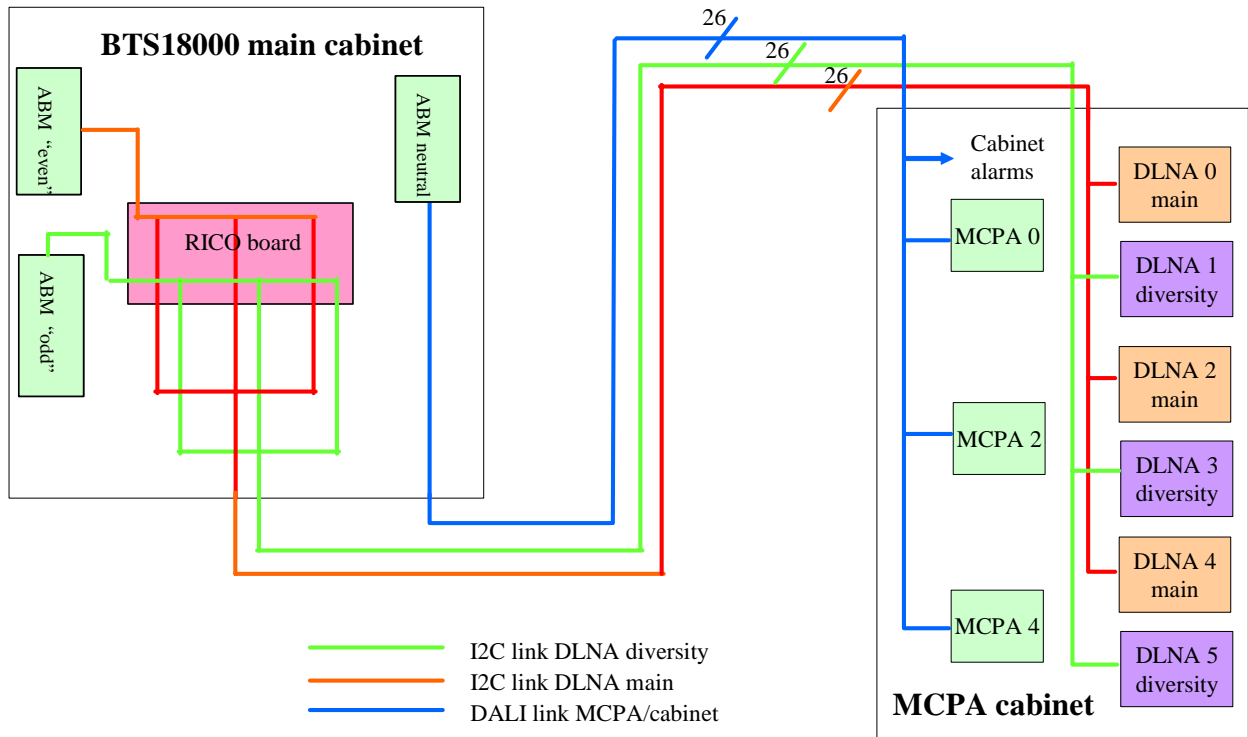 BTS18000 main cabinet
ABM
“even”
ABM neutral
RICO board
ABM
“odd”
26
26
26
Cabinet
alarms
MCPA 0
MCPA 2
MCPA 4
DLNA 0
main
DLNA 1
diversity
DLNA 2
main
DLNA 3
diversity
DLNA 4
main
DLNA 5
diversity
MCPA cabinet
I2C link DLNA diversity
I2C link DLNA main
DALI link MCPA/cabinet